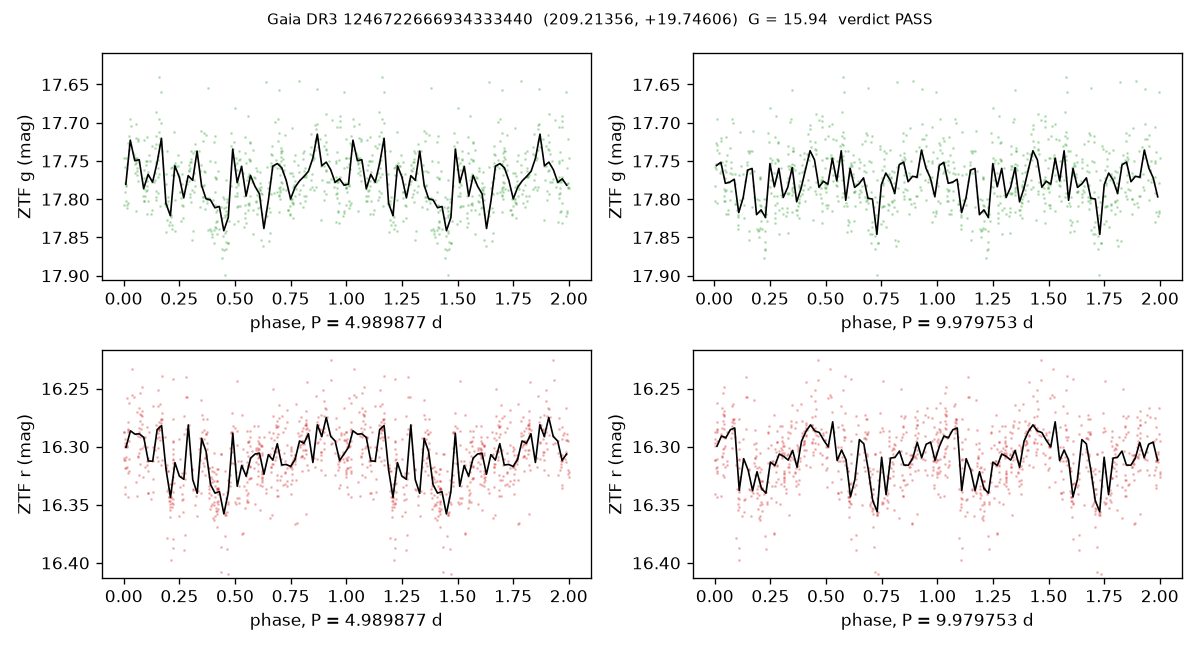 Gaia DR3 1246722666934333440  (209.21356, +19.74606)  G = 15.94  verdict PASS
ZTF g (mag)
17.65
17.70
17.75
17.80
17.85
17.90
0.00 0.25 0.50 0.75 1.00 1.25 1.50 1.75 2.00
phase, P = 4.989877 d
ZTF g (mag)
17.65
17.70
17.75
17.80
17.85
17.90
0.00 0.25 0.50 0.75 1.00 1.25 1.50 1.75 2.00
phase, P = 9.979753 d
ZTF r (mag)
16.25
16.30
16.35
16.40
0.00 0.25 0.50 0.75 1.00 1.25 1.50 1.75 2.00
phase, P = 4.989877 d
ZTF r (mag)
16.25
16.30
16.35
16.40
0.00 0.25 0.50 0.75 1.00 1.25 1.50 1.75 2.00
phase, P = 9.979753 d